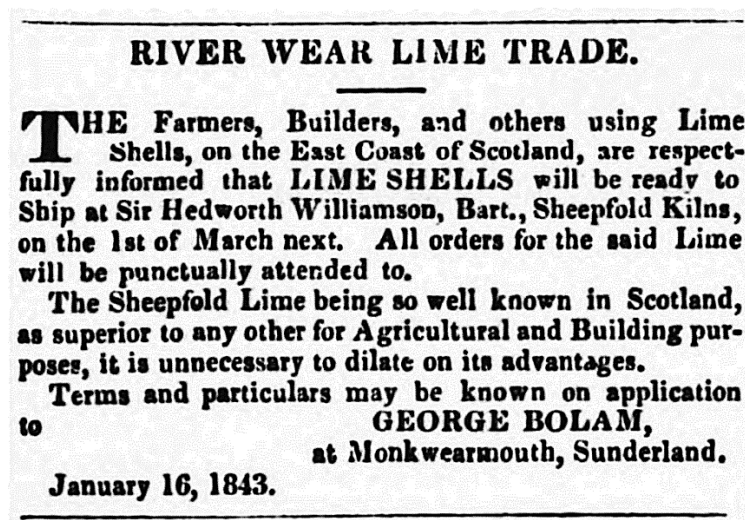 RIVER WEAR LIME TRADE.
THE Farmers, Builders, and others using Lime
Shells, on the East Coast of Scotland, are respect-
fully informed that LIME SHELLS will be ready to
Ship at Sir Hedworth Williamson, Bart., Sheepfold Kilns,
on the 1st of March next. All orders for the said Lime
will be punctually attended to.
The Sheepfold Lime being so well known in Scotland,
as superior to any other for Agricultural and Building pur-
poses, it is unnecessary to dilate on its advantages.
Terms and particulars may be known on application
to GEORGE BOLAM,
at Monkwearmouth, Sunderland.
January 16, 1843.